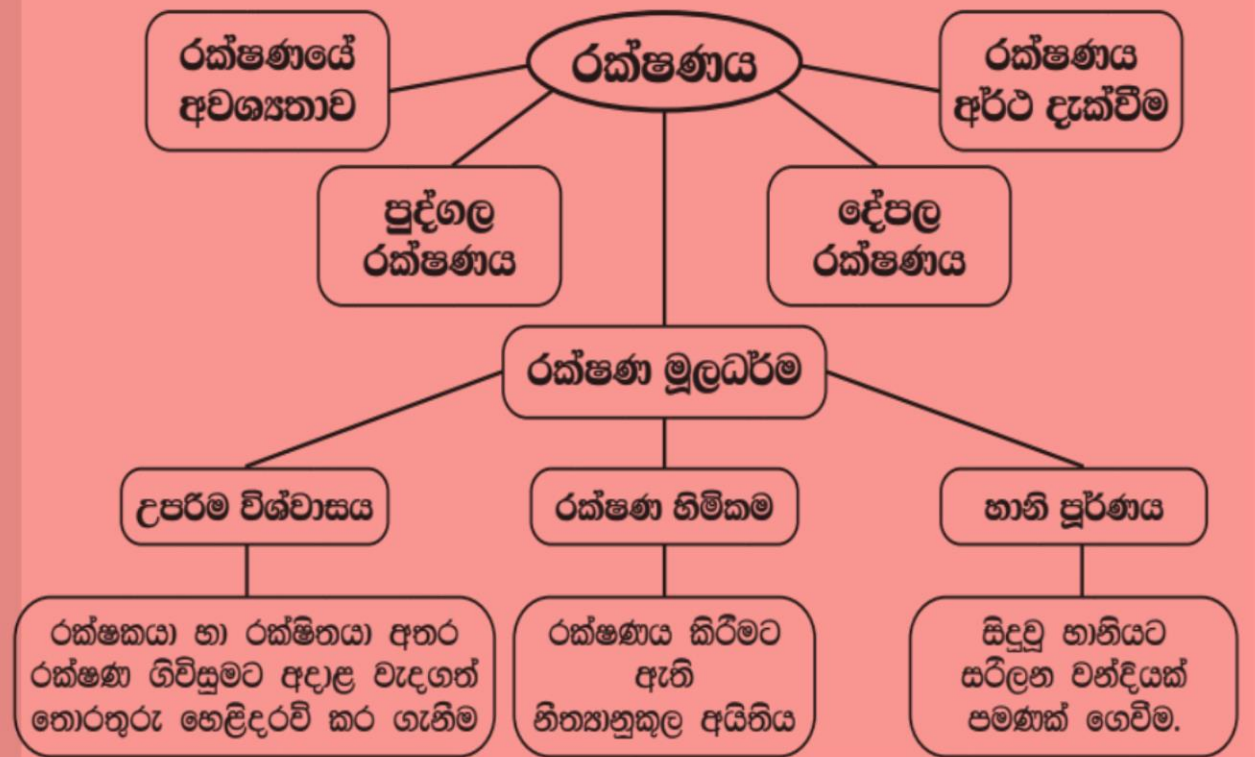 රක්ෂණය
රක්ෂණයේ
අවශ්‍යතාව
රක්ෂණය
අර්ථ දැක්වීම
පුද්ගල
රක්ෂණය
දේපල
රක්ෂණය
රක්ෂණ මූලධර්ම
උපරිම විශ්වාසය
රක්ෂණ හිමිකම
හානි පූර්ණය
රක්ෂකයා හා රක්ෂිතයා අතර
රක්ෂණ ගිවිසුමට අදාළ වැදගත්
තොරතුරු හෙළිදරව් කර ගැනීම
රක්ෂණය කිරීමට
ඇති
නීත්‍යානුකූල අයිතිය
සිදුවූ හානියට
සරිලන වන්දියක්
පමණක් ගෙවීම.